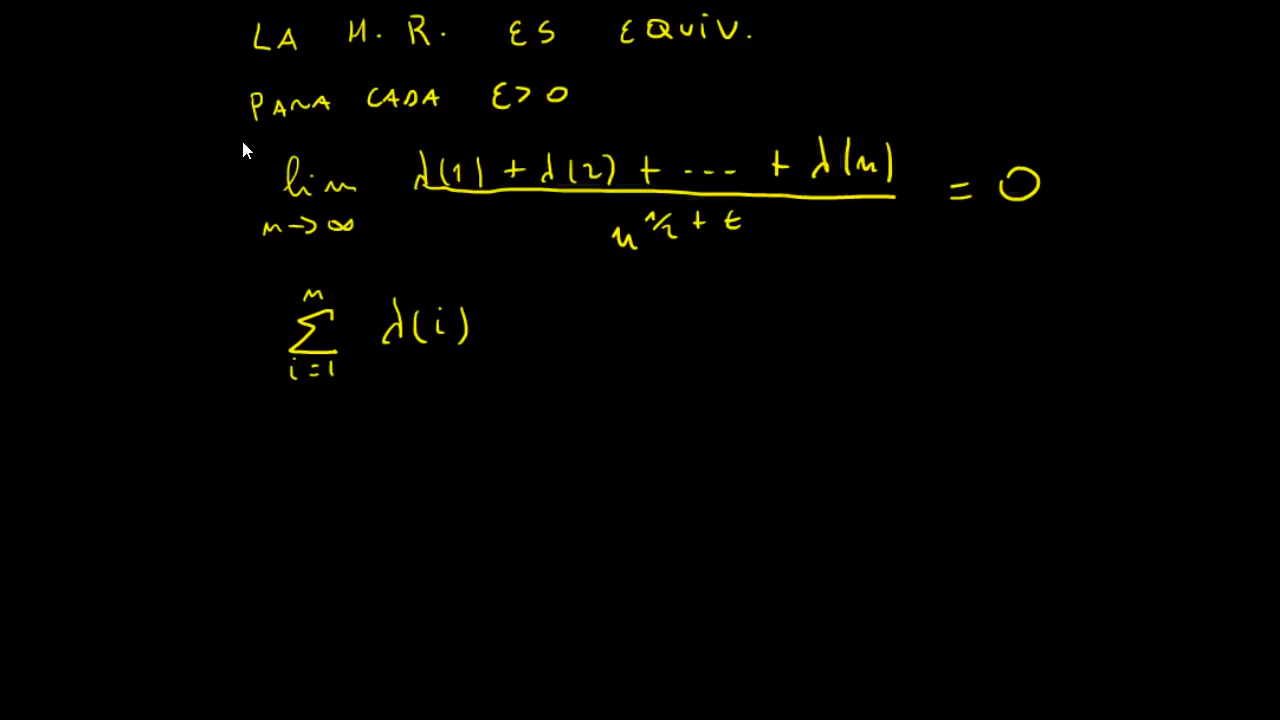 LA H. R. ES EQUIV.
PARA CADA ε>0
lim n→∞ (λ(1) + λ(2) + --- + λ(n)) / n^(1/2 + ε) = 0
∑ i=1 n λ(i)